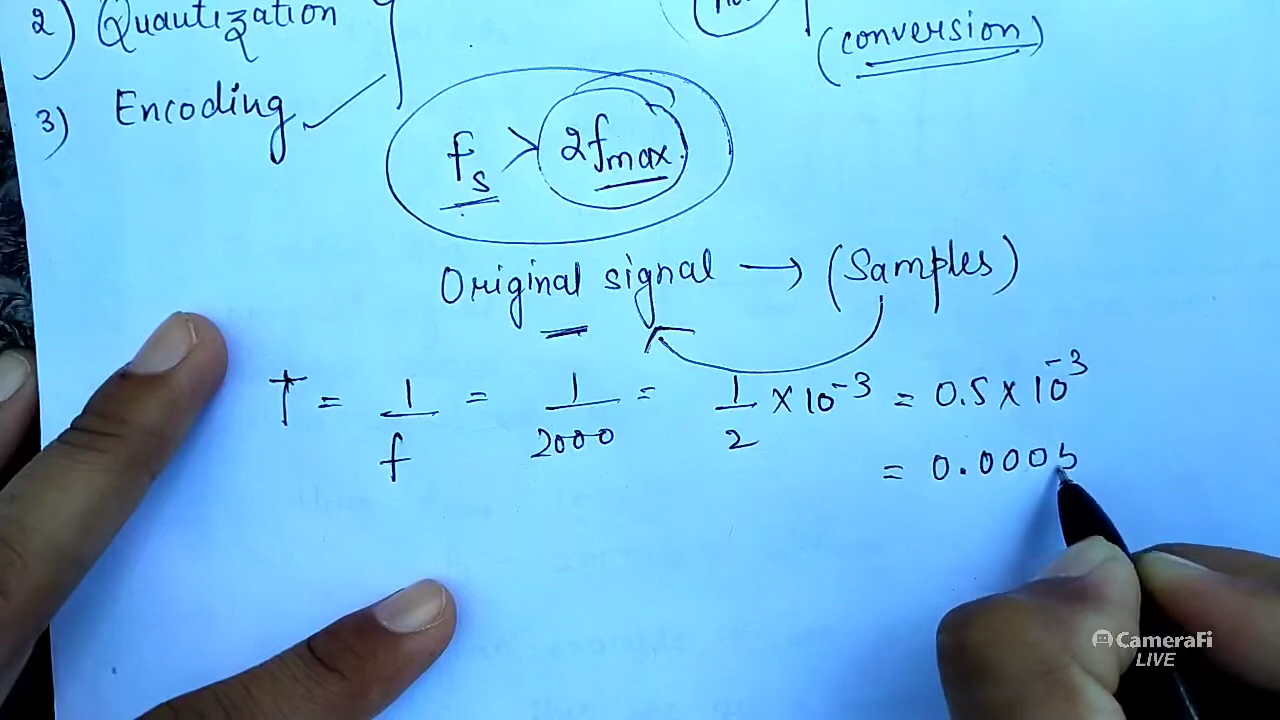 2) Quantization
(conversion)
3) Encoding
fs > 2fmax.
Original signal → (Samples)
T = 1/f = 1/2000 = 1/2 × 10⁻³ = 0.5 × 10⁻³
= 0.0005
CameraFi
LIVE